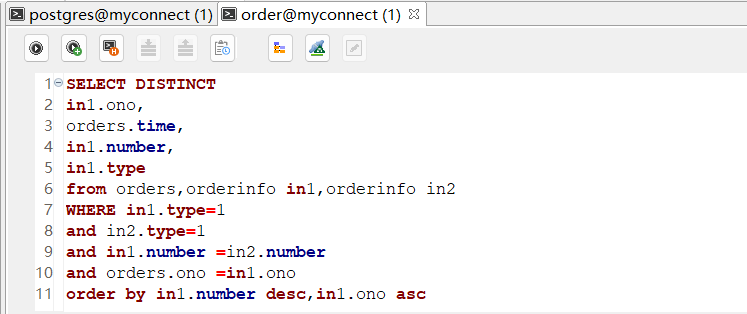 postgres@myconnect (1) order@myconnect (1)
1 SELECT DISTINCT
2 in1.ono,
3 orders.time,
4 in1.number,
5 in1.type
6 from orders,orderinfo in1,orderinfo in2
7 WHERE in1.type=1
8 and in2.type=1
9 and in1.number =in2.number
10 and orders.ono =in1.ono
11 order by in1.number desc,in1.ono asc